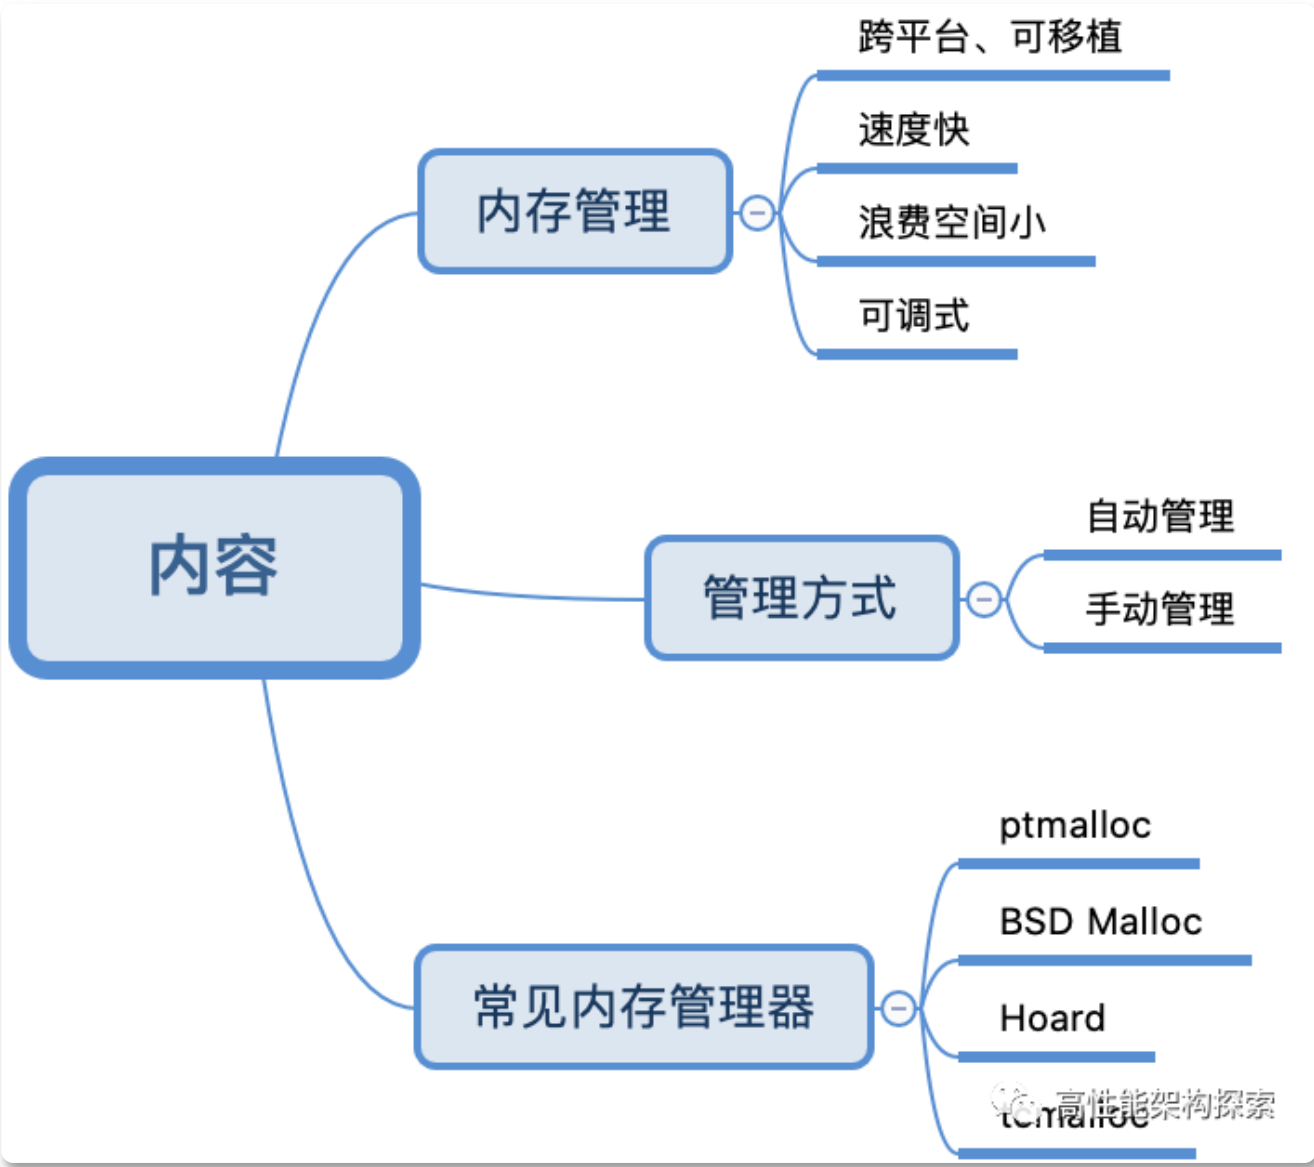 跨平台、可移植
速度快
内存管理
浪费空间小
可调式
自动管理
内容
管理方式
手动管理
ptmalloc
BSD Malloc
常见内存管理器
Hoard
高性能架构探索
tcmalloc